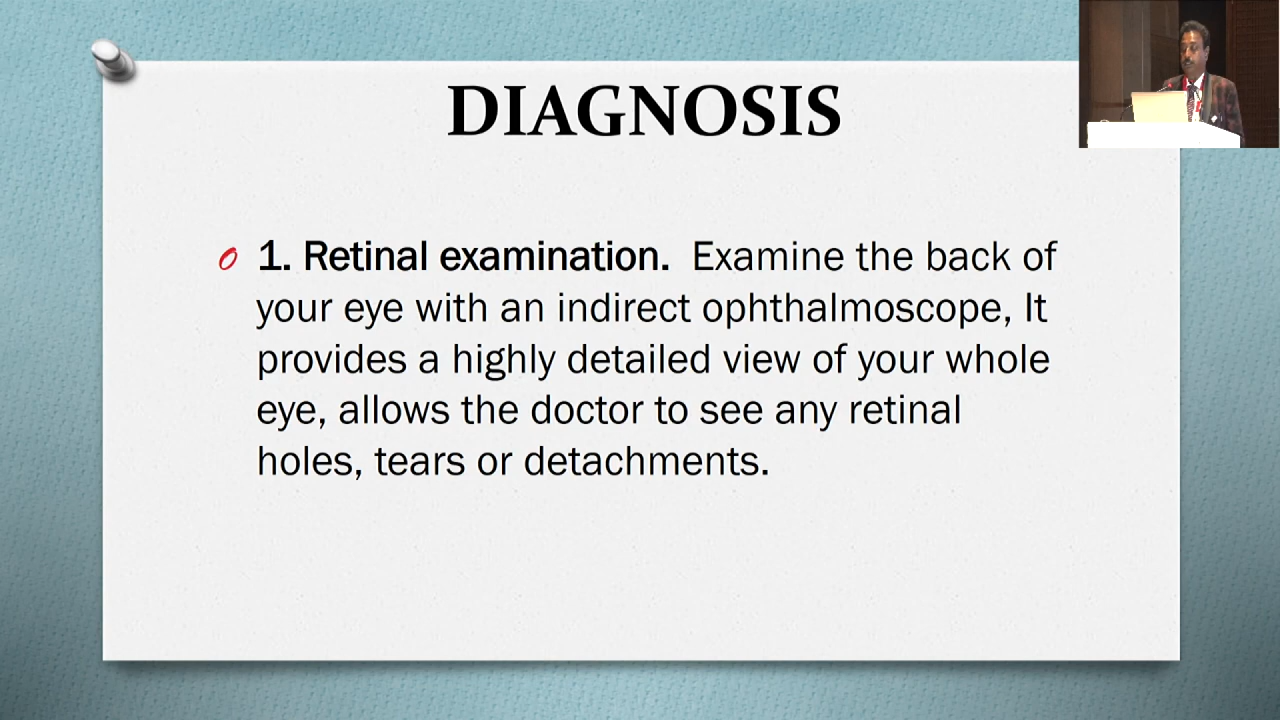 DIAGNOSIS
1. Retinal examination. Examine the back of
your eye with an indirect ophthalmoscope, It
provides a highly detailed view of your whole
eye, allows the doctor to see any retinal
holes, tears or detachments.